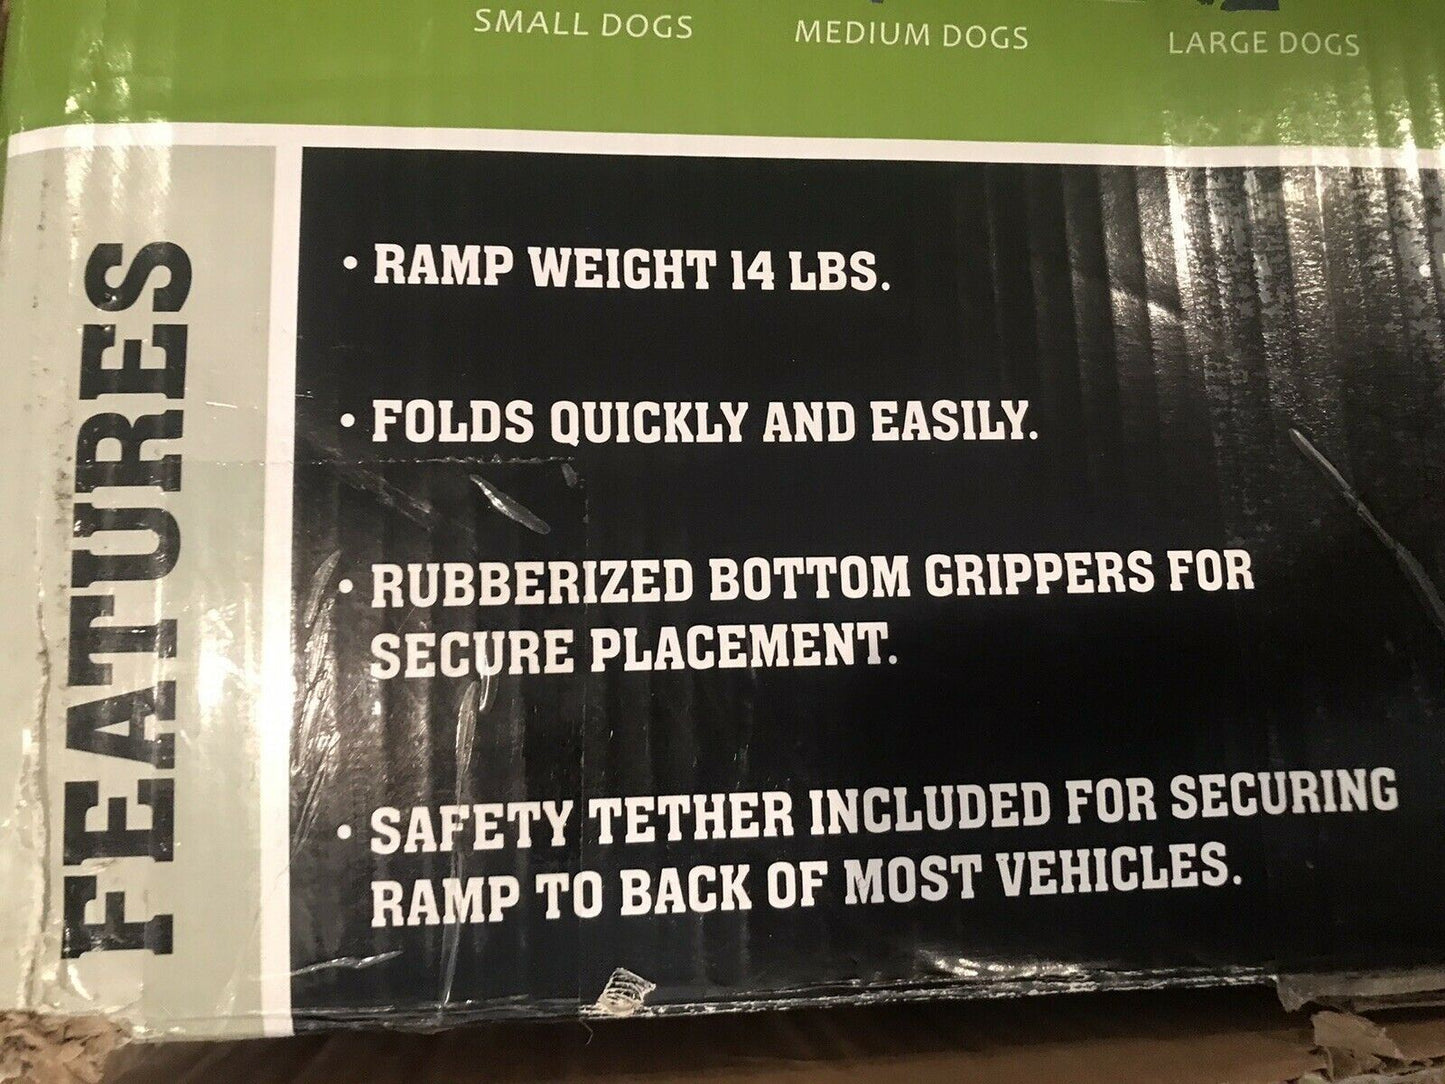 SMALL DOGS
MEDIUM DOGS
LARGE DOGS
FEATURES
• RAMP WEIGHT 14 LBS.
• FOLDS QUICKLY AND EASILY.
• RUBBERIZED BOTTOM GRIPPERS FOR
SECURE PLACEMENT.
• SAFETY TETHER INCLUDED FOR SECURING
RAMP TO BACK OF MOST VEHICLES.